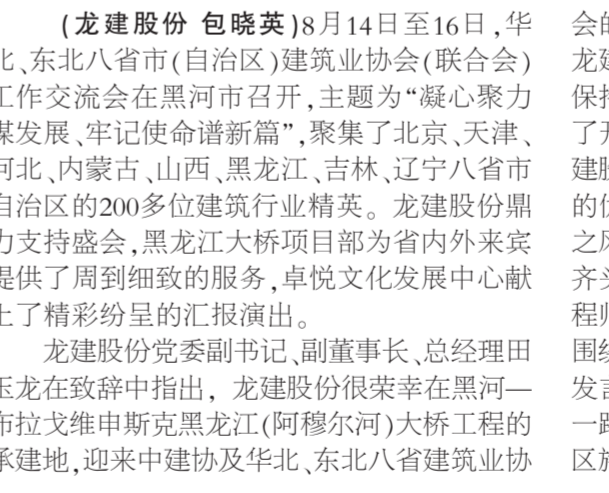 (龙建股份 包晓英)8月14日至16日,华
北、东北八省市(自治区)建筑业协会(联合会)
工作交流会在黑河市召开,主题为“凝心聚力
谋发展、牢记使命谱新篇”,聚集了北京、天津、
河北、内蒙古、山西、黑龙江、吉林、辽宁八省市
自治区的200多位建筑行业精英。龙建股份鼎
力支持盛会,黑龙江大桥项目部为省内外来宾
提供了周到细致的服务,卓悦文化发展中心献
上了精彩纷呈的汇报演出。
龙建股份党委副书记、副董事长、总经理田
玉龙在致辞中指出，龙建股份很荣幸在黑河—
布拉戈维申斯克黑龙江(阿穆尔河)大桥工程的
承建地,迎来中建协及华北、东北八省建筑业协
会的
龙建
保持
了开
建股
的优
之风
齐头
程师
围绕
发言
一路
区